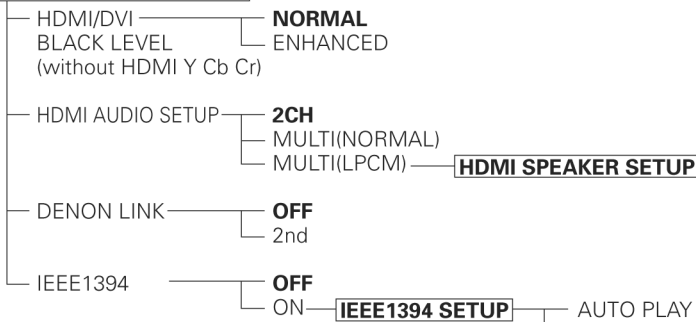 HDMI/DVI NORMAL
BLACK LEVEL ENHANCED
(without HDMI Y Cb Cr)
HDMI AUDIO SETUP 2CH
MULTI(NORMAL)
MULTI(LPCM) HDMI SPEAKER SETUP
DENON LINK OFF
2nd
IEEE1394 OFF
ON IEEE1394 SETUP AUTO PLAY